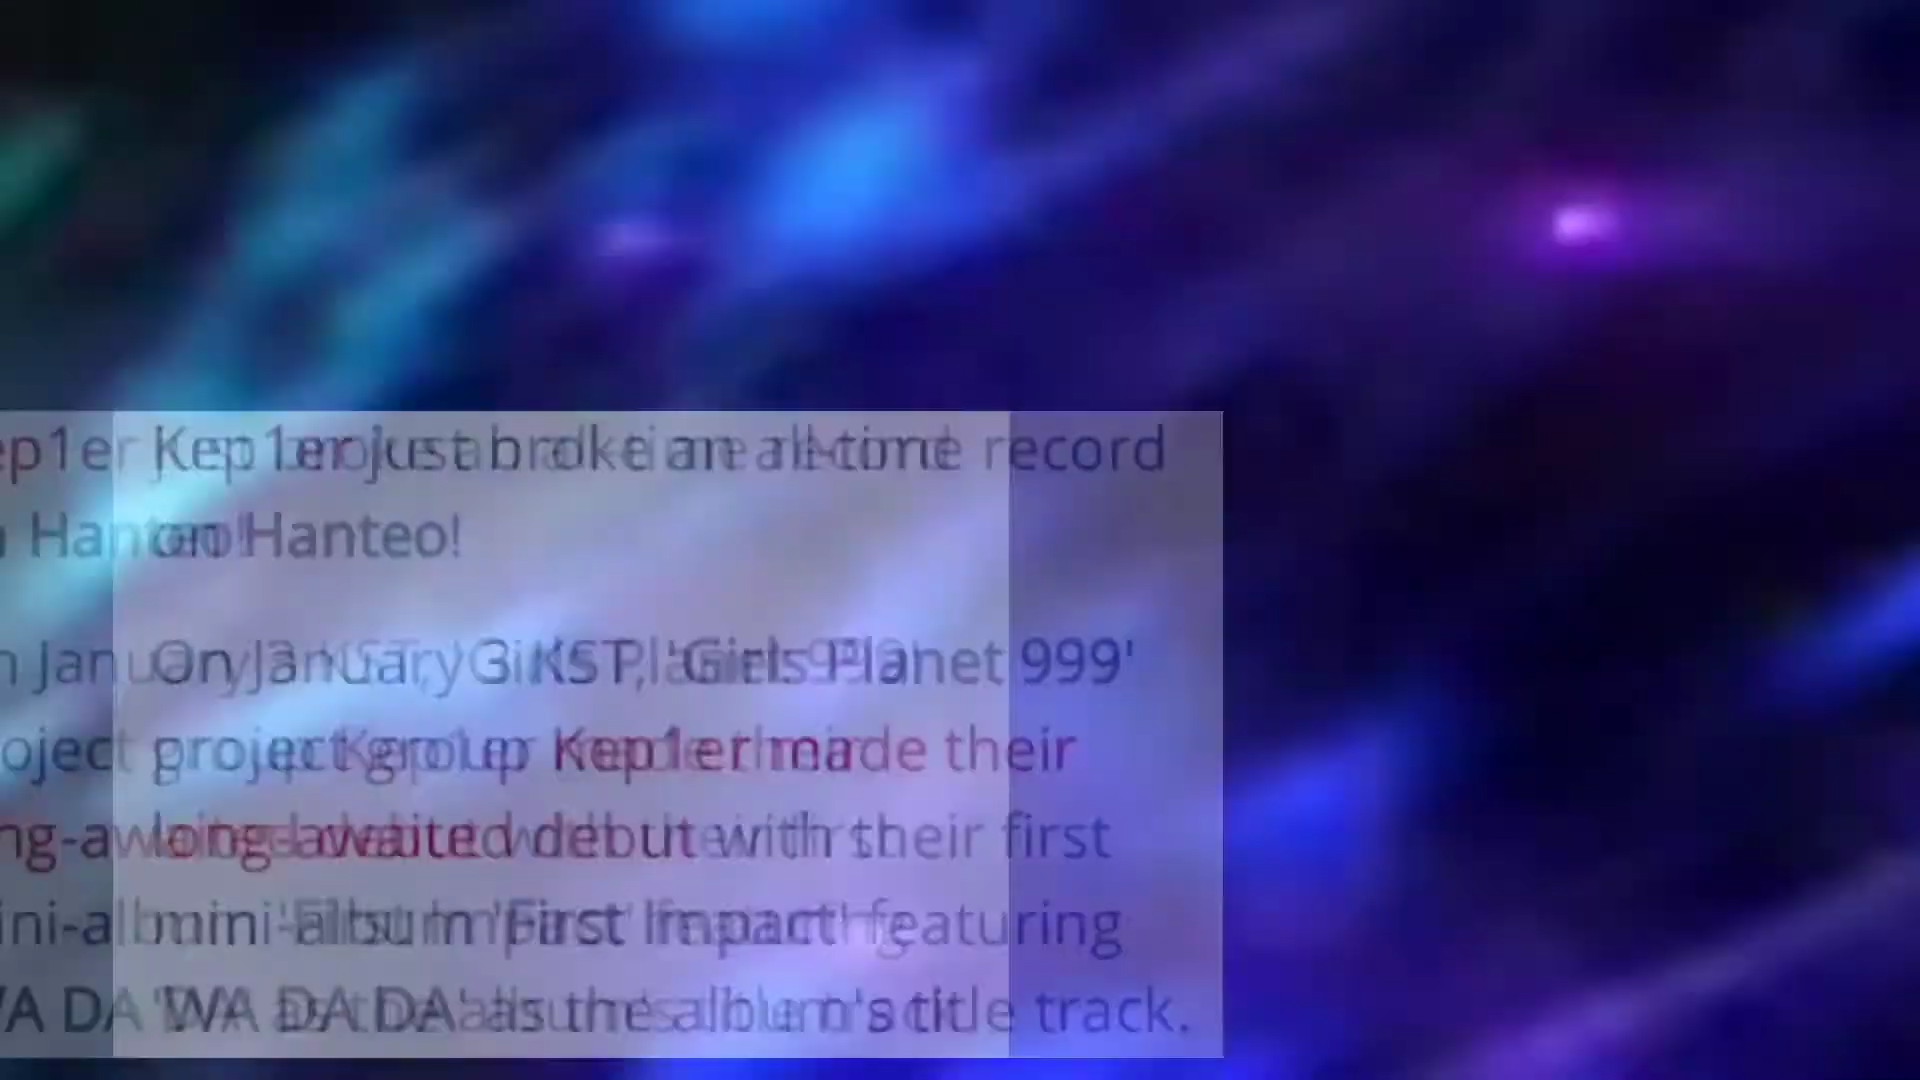 Kep1er just broke an all-time record
on Hanteo!
On January 3 KST, 'Girls Planet 999'
project group Kep1er made their
long-awaited debut with their first
mini-album 'First Impact' featuring
'WA DA DA' as the album's title track.